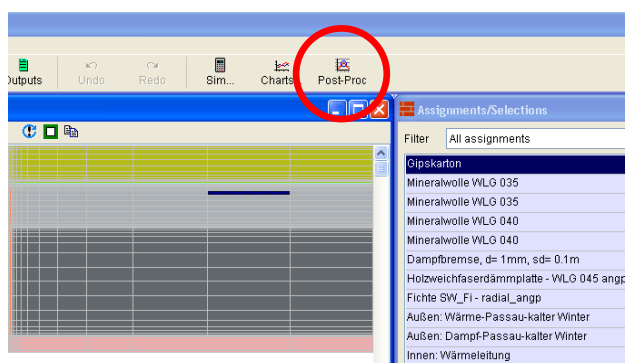 Outputs Undo Redo Sim... Charts... Post-Proc
Assignments/Selections
Filter All assignments
Gipskarton
Mineralwolle WLG 035
Mineralwolle WLG 035
Mineralwolle WLG 040
Mineralwolle WLG 040
Dampfbremse, d= 1mm, sd= 0.1m
Holzweichfaserdämmplatte - WLG 045 angp
Fichte SW_Fi - radial_angp
Außen: Wärme-Passau-kalter Winter
Außen: Dampf-Passau-kalter Winter
Innen: Wärmeleitung